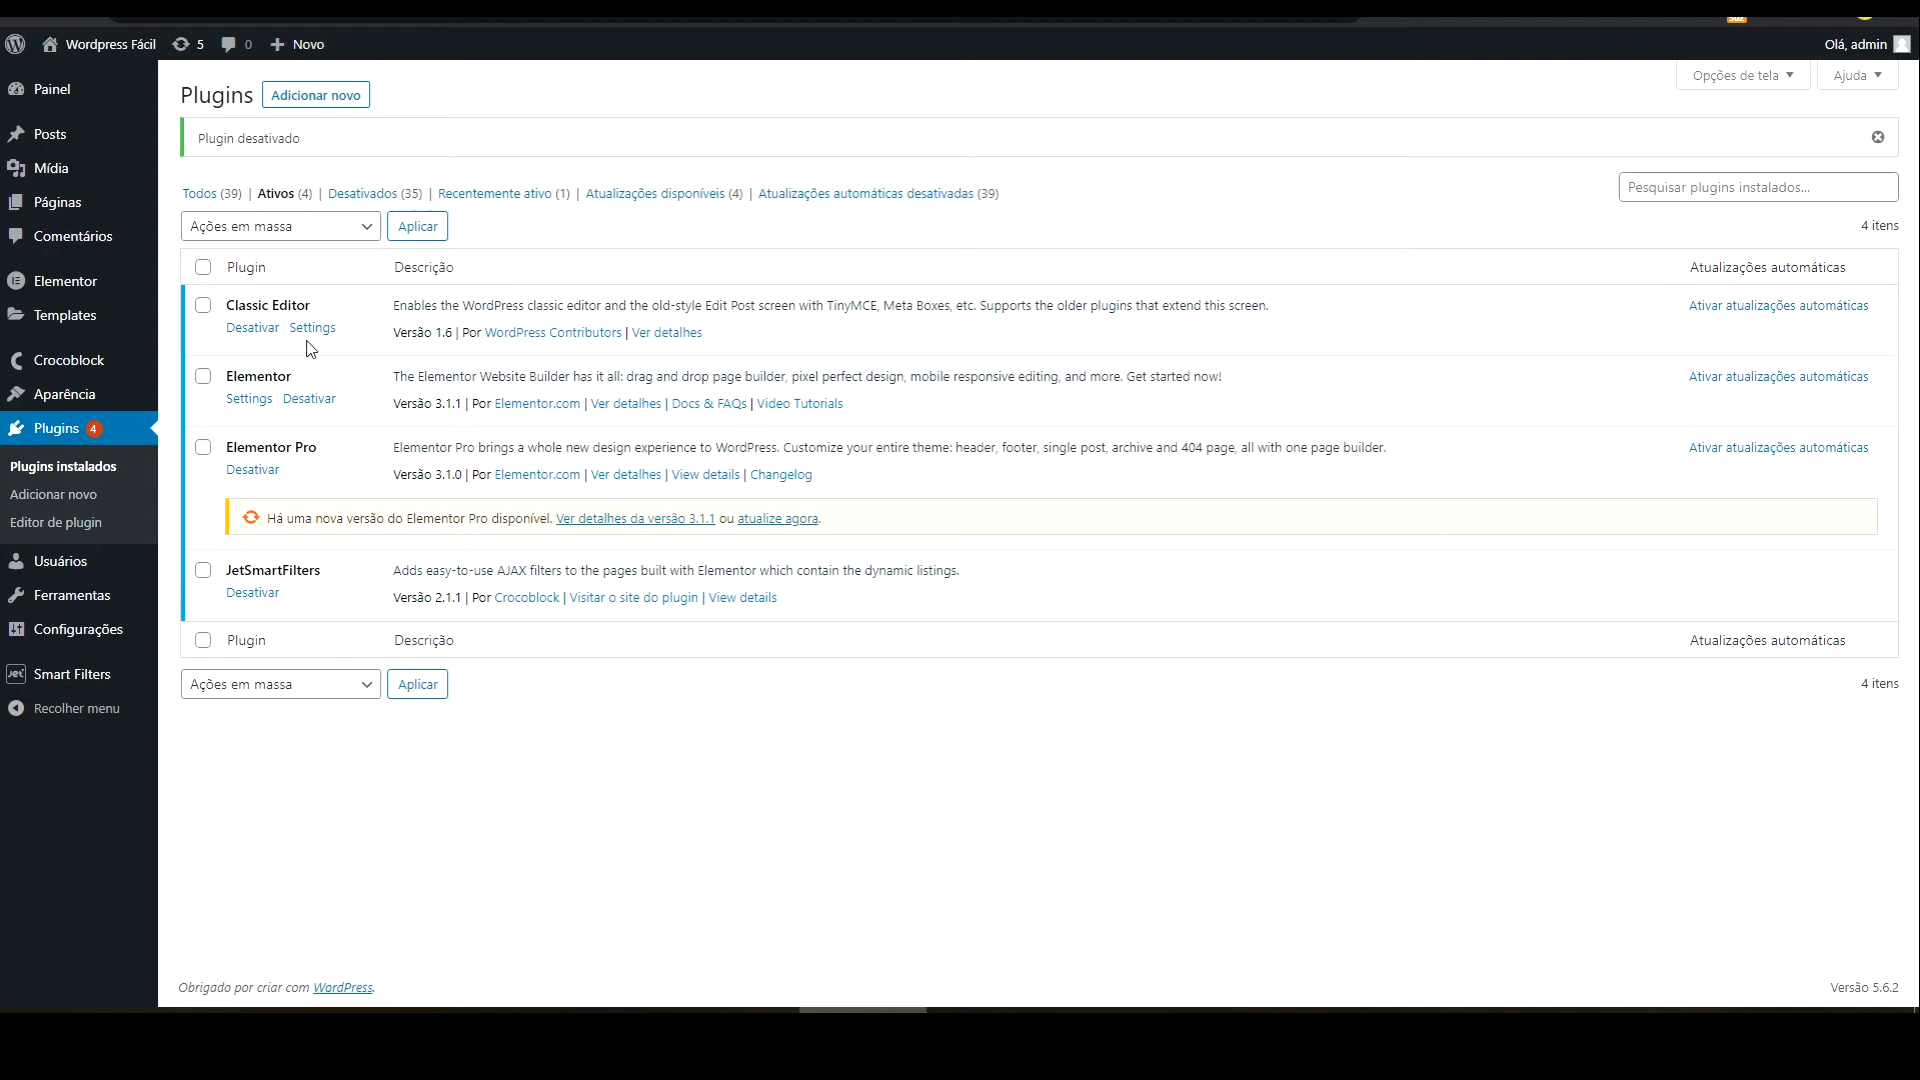 Wordpress Fácil 5 0 + Novo Olá, admin
Opções de tela ▼ Ajuda ▼
Painel
Posts
Mídia
Páginas
Comentários
Elementor
Templates
Crocoblock
Aparência
Plugins 4
Plugins instalados
Adicionar novo
Editor de plugin
Usuários
Ferramentas
Configurações
Jet Smart Filters
Recolher menu
Plugins Adicionar novo
Plugin desativado
Todos (39) | Ativos (4) | Desativados (35) | Recentemente ativo (1) | Atualizações disponíveis (4) | Atualizações automáticas desativadas (39)
Pesquisar plugins instalados...
Ações em massa Aplicar 4 itens
Plugin Descrição Atualizações automáticas
Classic Editor Enables the WordPress classic editor and the old-style Edit Post screen with TinyMCE, Meta Boxes, etc. Supports the older plugins that extend this screen. Ativar atualizações automáticas
Desativar Settings Versão 1.6 | Por WordPress Contributors | Ver detalhes
Elementor The Elementor Website Builder has it all: drag and drop page builder, pixel perfect design, mobile responsive editing, and more. Get started now! Ativar atualizações automáticas
Settings Desativar Versão 3.1.1 | Por Elementor.com | Ver detalhes | Docs & FAQs | Video Tutorials
Elementor Pro Elementor Pro brings a whole new design experience to WordPress. Customize your entire theme: header, footer, single post, archive and 404 page, all with one page builder. Ativar atualizações automáticas
Desativar Versão 3.1.0 | Por Elementor.com | Ver detalhes | View details | Changelog
Há uma nova versão do Elementor Pro disponível. Ver detalhes da versão 3.1.1 ou atualize agora.
JetSmartFilters Adds easy-to-use AJAX filters to the pages built with Elementor which contain the dynamic listings.
Desativar Versão 2.1.1 | Por Crocoblock | Visitar o site do plugin | View details
Plugin Descrição Atualizações automáticas
Ações em massa Aplicar 4 itens
Obrigado por criar com WordPress. Versão 5.6.2